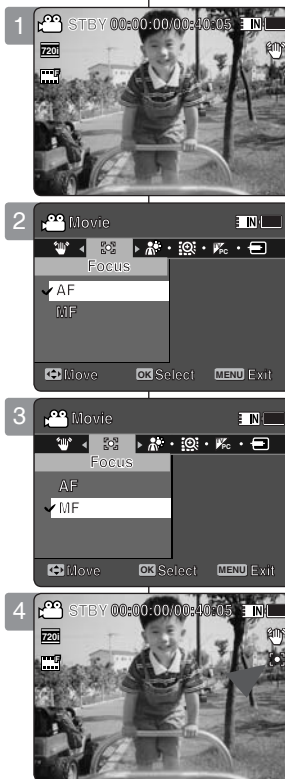 1
STBY 00:00:00/00:40:05 IN
720i
F
2
Movie IN
PC
Focus
AF
MF
Move OK Select MENU Exit
3
Movie IN
PC
Focus
AF
MF
Move OK Select MENU Exit
4
STBY 00:00:00/00:40:05 IN
720i
F